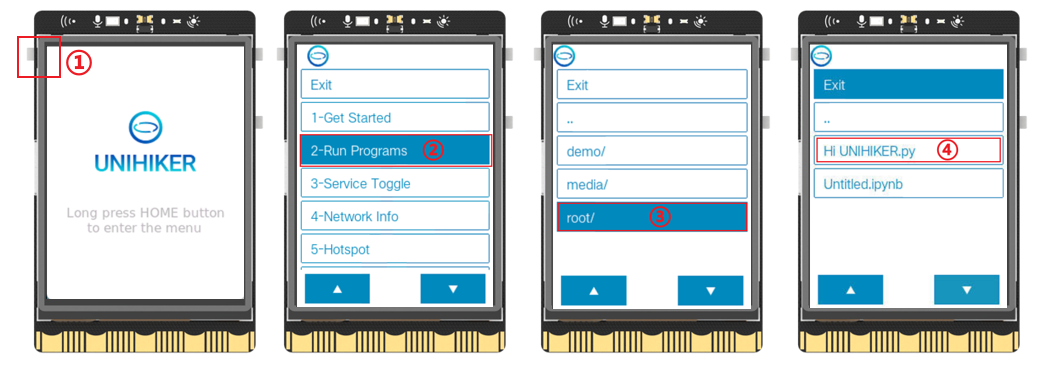 ①
UNIHIKER
Long press HOME button
to enter the menu
Exit
1-Get Started
2-Run Programs ②
3-Service Toggle
4-Network Info
5-Hotspot
Exit
..
demo/
media/
root/ ③
Exit
..
Hi UNIHIKER.py ④
Untitled.ipynb